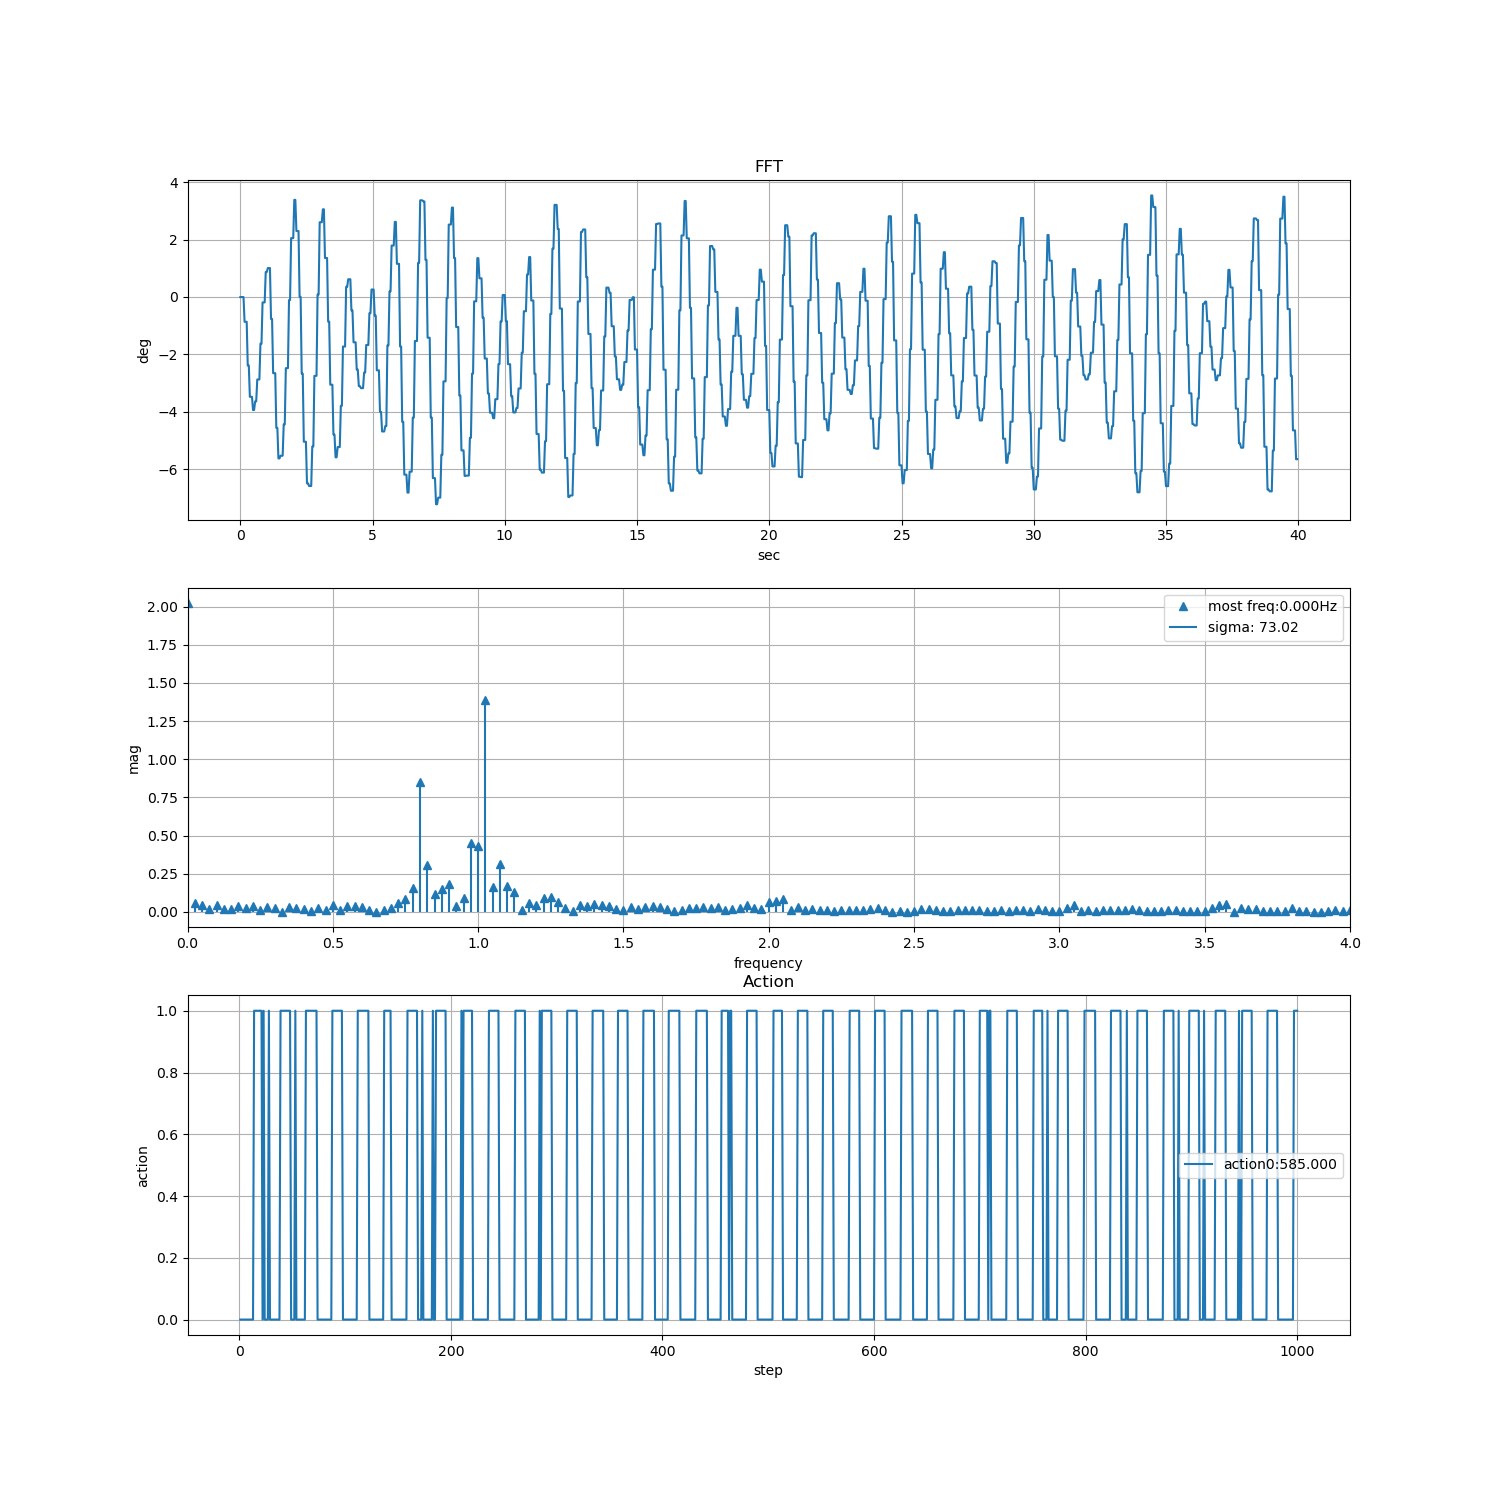 FFT
4
2
0
−2
−4
−6
deg
0 5 10 15 20 25 30 35 40
sec
2.00
1.75
1.50
1.25
1.00
0.75
0.50
0.25
0.00
mag
most freq:0.000Hz
sigma: 73.02
0.0 0.5 1.0 1.5 2.0 2.5 3.0 3.5 4.0
frequency
Action
1.0
0.8
0.6
0.4
0.2
0.0
action
action0:585.000
0 200 400 600 800 1000
step